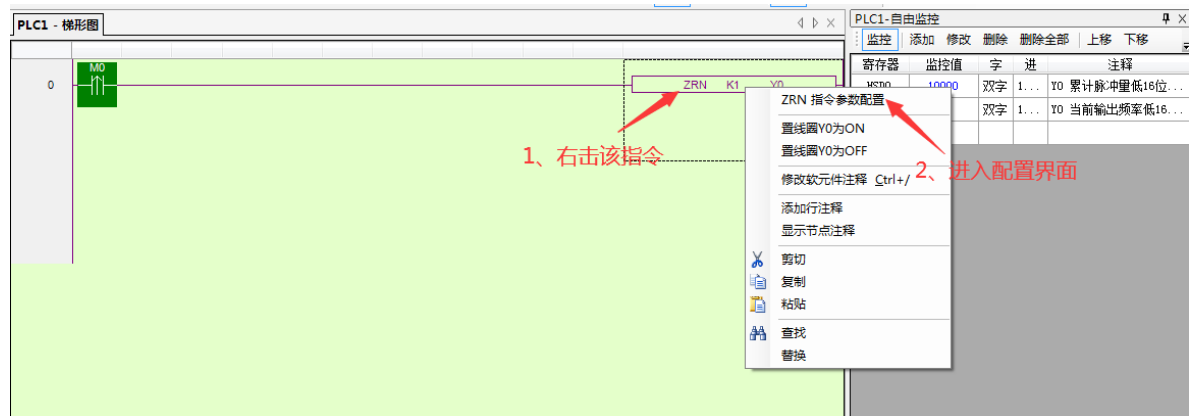 PLC1 - 梯形图
PLC1-自由监控
监控 添加 修改 删除 删除全部 上移 下移
寄存器 监控值 字 进 注释
HSD0 10000 双字 1... Y0 累计脉冲量低16位...
双字 1... Y0 当前输出频率低16...
0
M0
ZRN K1 Y0
1、右击该指令
2、进入配置界面
ZRN 指令参数配置
置线圈Y0为ON
置线圈Y0为OFF
修改软元件注释 Ctrl+/
添加行注释
显示节点注释
剪切
复制
粘贴
查找
替换